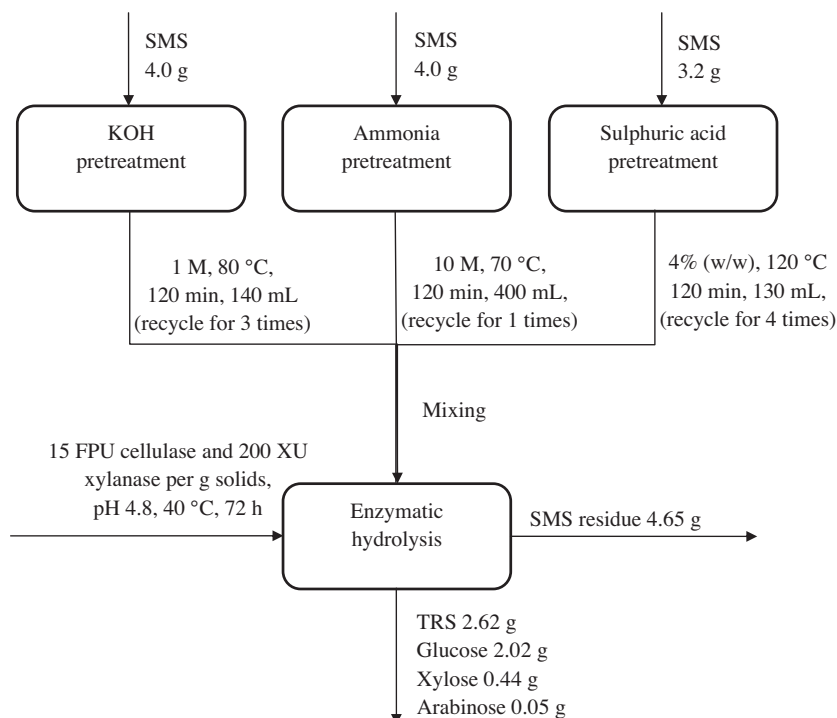 SMS
4.0 g
SMS
4.0 g
SMS
3.2 g
KOH
pretreatment
Ammonia
pretreatment
Sulphuric acid
pretreatment
1 M, 80 °C,
120 min, 140 mL
(recycle for 3 times)
10 M, 70 °C,
120 min, 400 mL,
(recycle for 1 times)
4% (w/w), 120 °C
120 min, 130 mL,
(recycle for 4 times)
Mixing
15 FPU cellulase and 200 XU
xylanase per g solids,
pH 4.8, 40 °C, 72 h
Enzymatic
hydrolysis
SMS residue 4.65 g
TRS 2.62 g
Glucose 2.02 g
Xylose 0.44 g
Arabinose 0.05 g